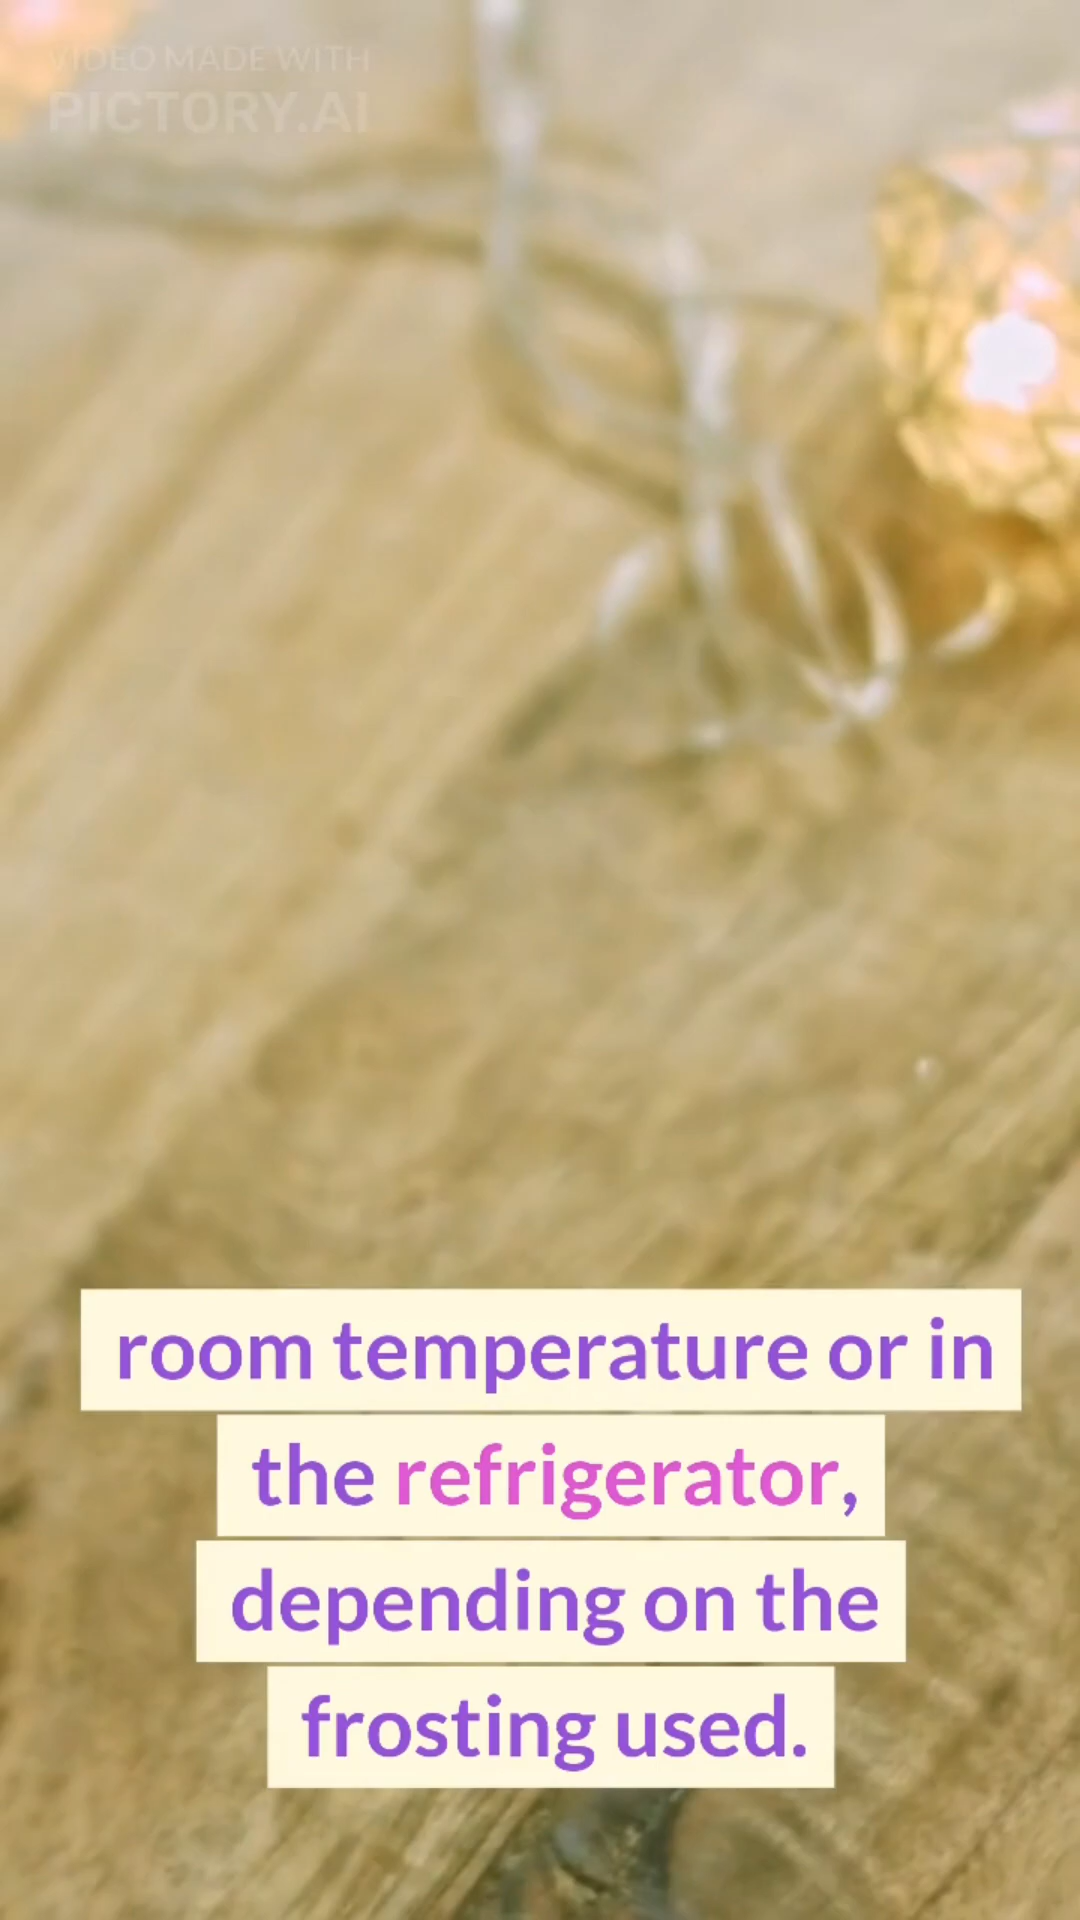 VIDEO MADE WITH
PICTORY.AI
room temperature or in
the refrigerator,
depending on the
frosting used.